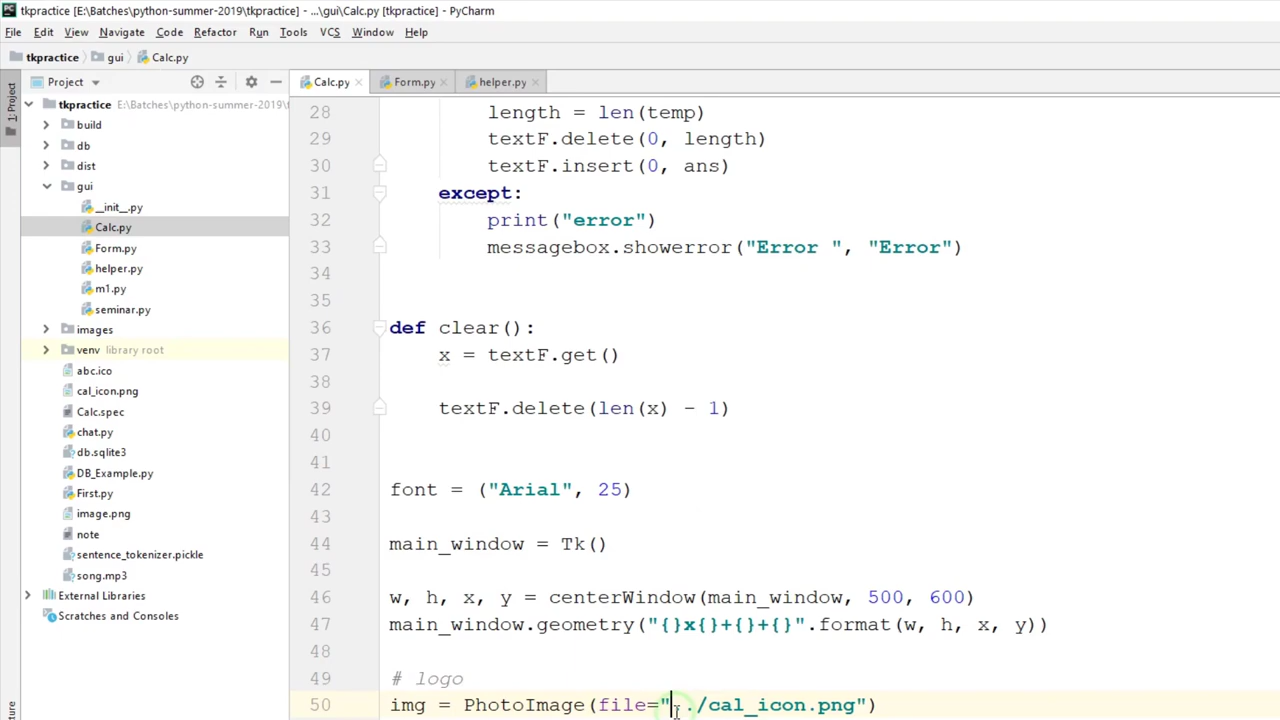 tkpractice [E:\Batches\python-summer-2019\tkpractice] - ...\gui\Calc.py [tkpractice] - PyCharm
File Edit View Navigate Code Refactor Run Tools VCS Window Help
tkpractice gui Calc.py
Project
Calc.py Form.py helper.py
1: Project
tkpractice E:\Batches\python-summer-2019\t
build
db
dist
gui
__init__.py
Calc.py
Form.py
helper.py
m1.py
seminar.py
images
venv library root
abc.ico
cal_icon.png
Calc.spec
chat.py
db.sqlite3
DB_Example.py
First.py
image.png
note
sentence_tokenizer.pickle
song.mp3
External Libraries
Scratches and Consoles
28 length = len(temp)
29 textF.delete(0, length)
30 textF.insert(0, ans)
31 except:
32 print("error")
33 messagebox.showerror("Error ", "Error")
34
35
36 def clear():
37 x = textF.get()
38
39 textF.delete(len(x) - 1)
40
41
42 font = ("Arial", 25)
43
44 main_window = Tk()
45
46 w, h, x, y = centerWindow(main_window, 500, 600)
47 main_window.geometry("{}x{}+{}+{}".format(w, h, x, y))
48
49 # logo
50 img = PhotoImage(file="../cal_icon.png")